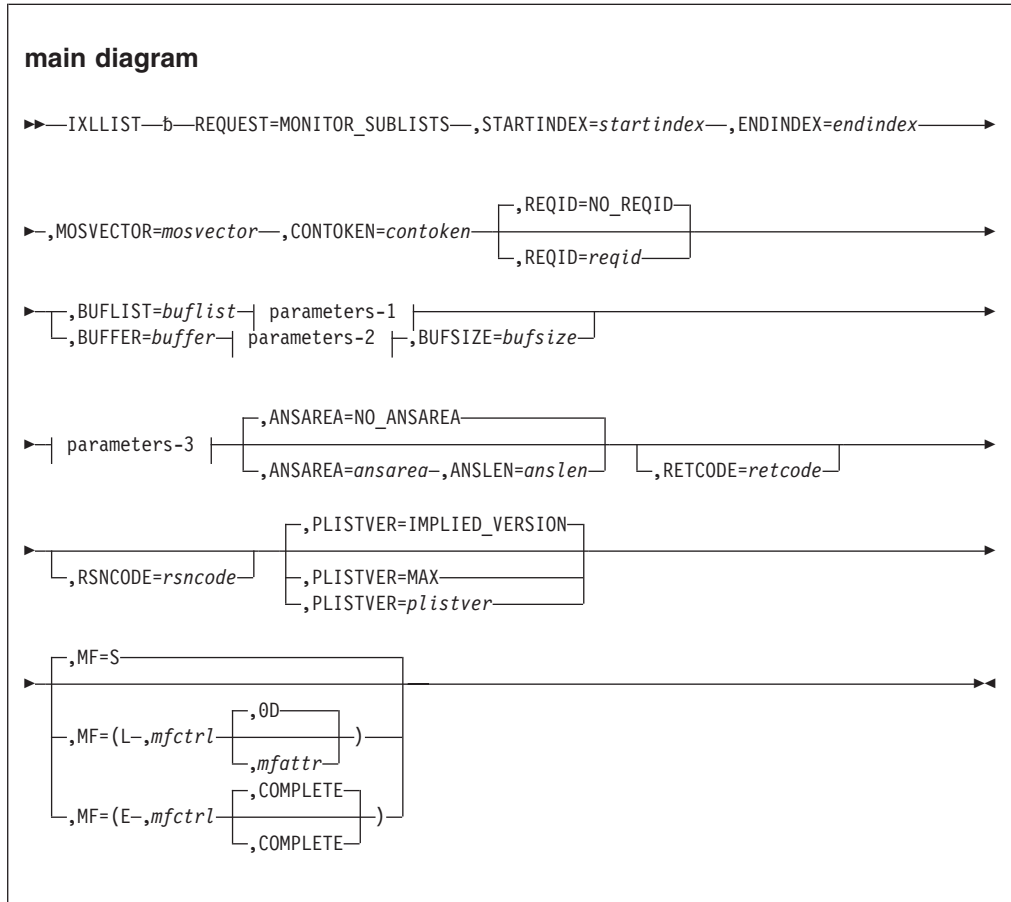 main diagram
IXLLIST ƀ REQUEST=MONITOR_SUBLISTS ,STARTINDEX=startindex ,ENDINDEX=endindex
,REQID=NO_REQID
,MOSVECTOR=mosvector ,CONTOKEN=contoken
,REQID=reqid
,BUFLIST=buflist parameters-1
,BUFFER=buffer parameters-2 ,BUFSIZE=bufsize
,ANSAREA=NO_ANSAREA
parameters-3
,ANSAREA=ansarea ,ANSLEN=anslen ,RETCODE=retcode
,PLISTVER=IMPLIED_VERSION
,RSNCODE=rsncode ,PLISTVER=MAX
,PLISTVER=plistver
,MF=S
,0D
,MF=(L ,mfctrl )
,mfattr
,COMPLETE
,MF=(E ,mfctrl )
,COMPLETE